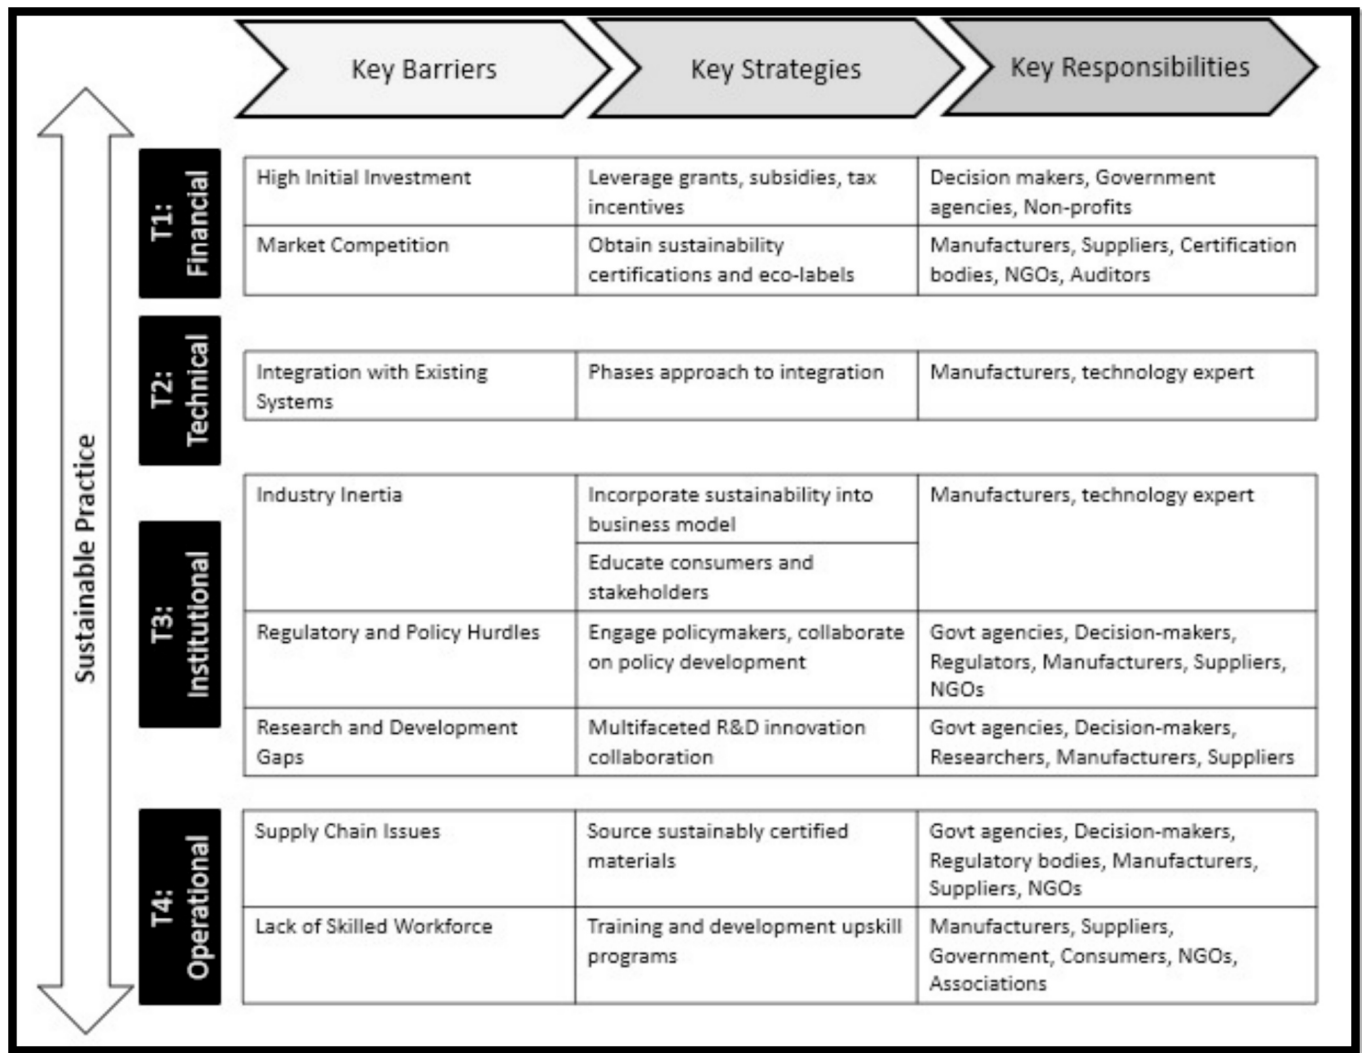 Key Barriers
Key Strategies
Key Responsibilities
Sustainable Practice
T1:
Financial
High Initial Investment
Leverage grants, subsidies, tax
incentives
Decision makers, Government
agencies, Non-profits
Market Competition
Obtain sustainability
certifications and eco-labels
Manufacturers, Suppliers, Certification
bodies, NGOs, Auditors
T2:
Technical
Integration with Existing
Systems
Phases approach to integration
Manufacturers, technology expert
T3:
Institutional
Industry Inertia
Incorporate sustainability into
business model
Educate consumers and
stakeholders
Manufacturers, technology expert
Regulatory and Policy Hurdles
Engage policymakers, collaborate
on policy development
Govt agencies, Decision-makers,
Regulators, Manufacturers, Suppliers,
NGOs
Research and Development
Gaps
Multifaceted R&D innovation
collaboration
Govt agencies, Decision-makers,
Researchers, Manufacturers, Suppliers
T4:
Operational
Supply Chain Issues
Source sustainably certified
materials
Govt agencies, Decision-makers,
Regulatory bodies, Manufacturers,
Suppliers, NGOs
Lack of Skilled Workforce
Training and development upskill
programs
Manufacturers, Suppliers,
Government, Consumers, NGOs,
Associations